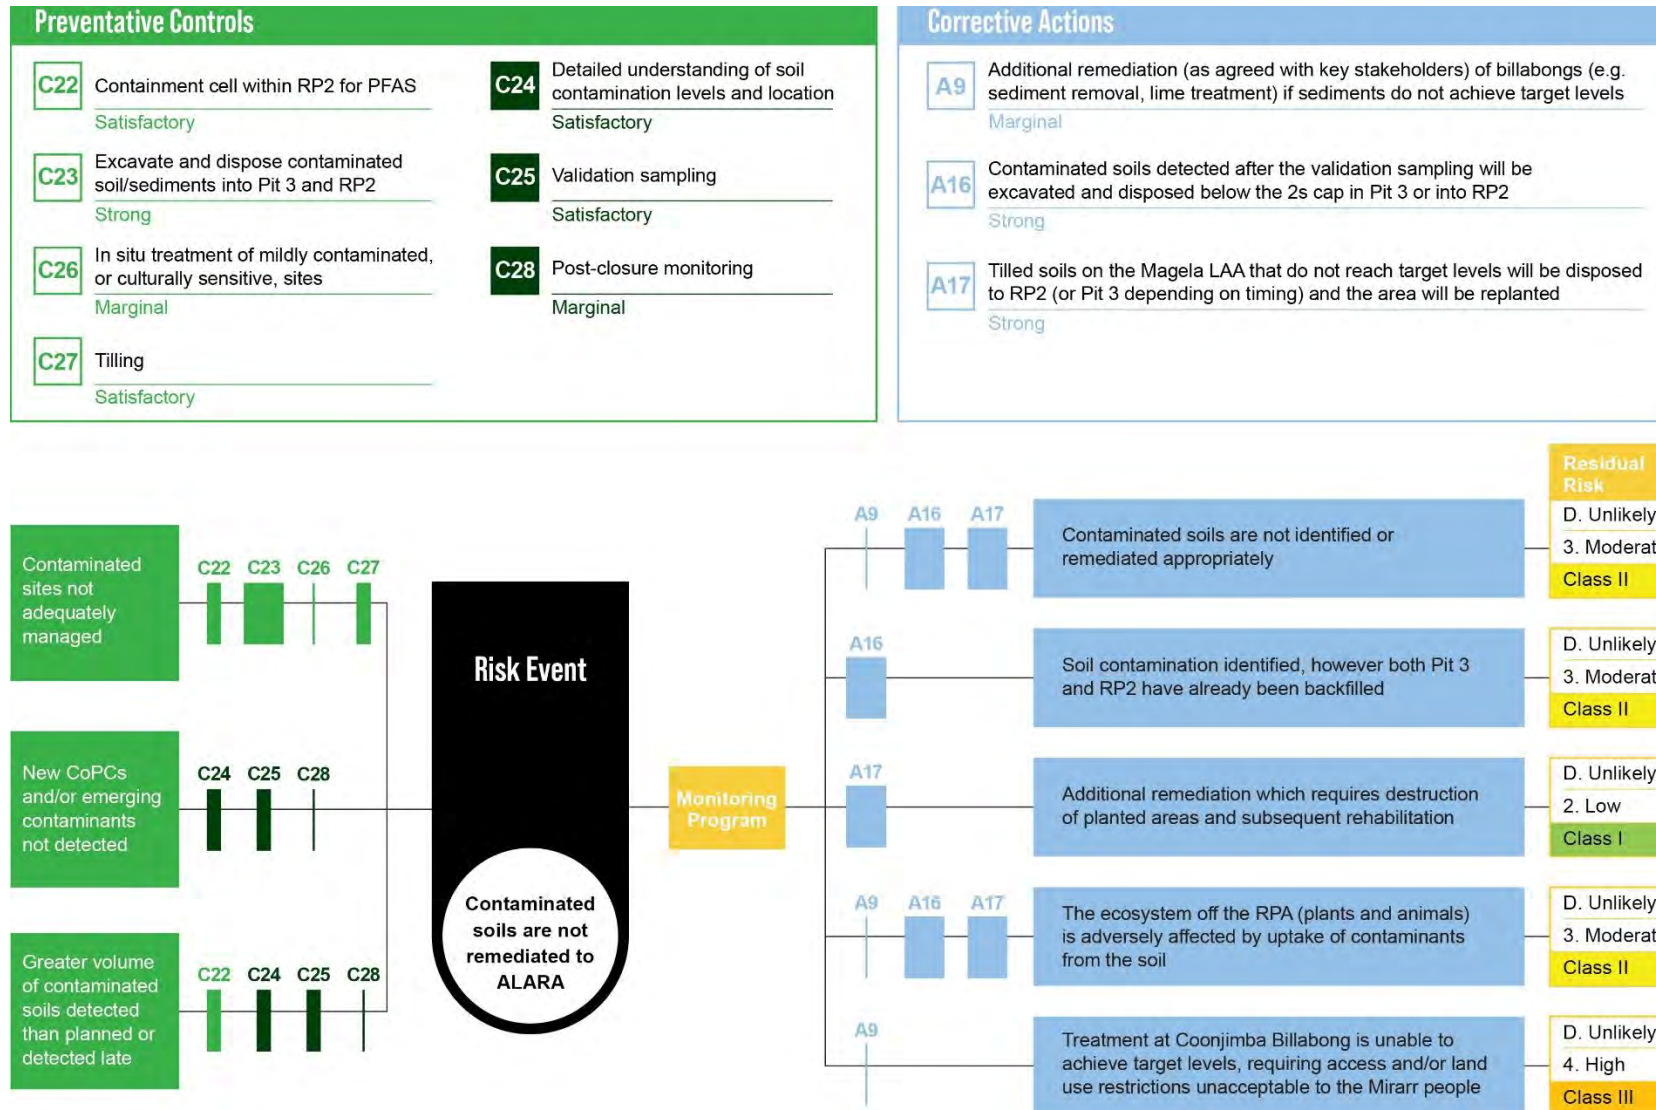 Preventative Controls
C22
Containment cell within RP2 for PFAS
Satisfactory
C23
Excavate and dispose contaminated
soil/sediments into Pit 3 and RP2
Strong
C26
In situ treatment of mildly contaminated,
or culturally sensitive, sites
Marginal
C27
Tilling
Satisfactory
C24
Detailed understanding of soil
contamination levels and location
Satisfactory
C25
Validation sampling
Satisfactory
C28
Post-closure monitoring
Marginal
Corrective Actions
A9
Additional remediation (as agreed with key stakeholders) of billabongs (e.g.
sediment removal, lime treatment) if sediments do not achieve target levels
Marginal
A16
Contaminated soils detected after the validation sampling will be
excavated and disposed below the 2s cap in Pit 3 or into RP2
Strong
A17
Tilled soils on the Magela LAA that do not reach target levels will be disposed
to RP2 (or Pit 3 depending on timing) and the area will be replanted
Strong
Contaminated
sites not
adequately
managed
C22 C23 C26 C27
New CoPCs
and/or emerging
contaminants
not detected
C24 C25 C28
Greater volume
of contaminated
soils detected
than planned or
detected late
C22 C24 C25 C28
Risk Event
Contaminated
soils are not
remediated to
ALARA
Monitoring
Program
Residual
Risk
A9 A16 A17
Contaminated soils are not identified or
remediated appropriately
D. Unlikely
3. Moderat
Class II
A16
Soil contamination identified, however both Pit 3
and RP2 have already been backfilled
D. Unlikely
3. Moderat
Class II
A17
Additional remediation which requires destruction
of planted areas and subsequent rehabilitation
D. Unlikely
2. Low
Class I
A9 A16 A17
The ecosystem off the RPA (plants and animals)
is adversely affected by uptake of contaminants
from the soil
D. Unlikely
3. Moderat
Class II
A9
Treatment at Coonjimba Billabong is unable to
achieve target levels, requiring access and/or land
use restrictions unacceptable to the Mirarr people
D. Unlikely
4. High
Class III